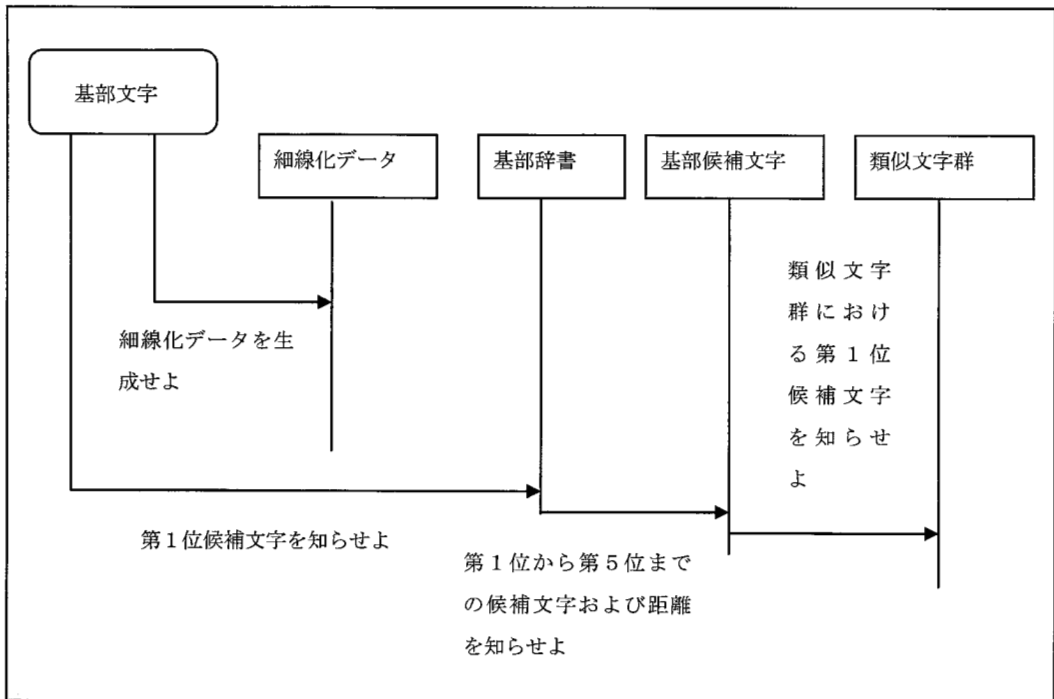 基部文字
細線化データ
基部辞書
基部候補文字
類似文字群
類似文字
群におけ
る第１位
候補文字
を知らせ
よ
細線化データを生
成せよ
第１位候補文字を知らせよ
第１位から第５位まで
の候補文字および距離
を知らせよ